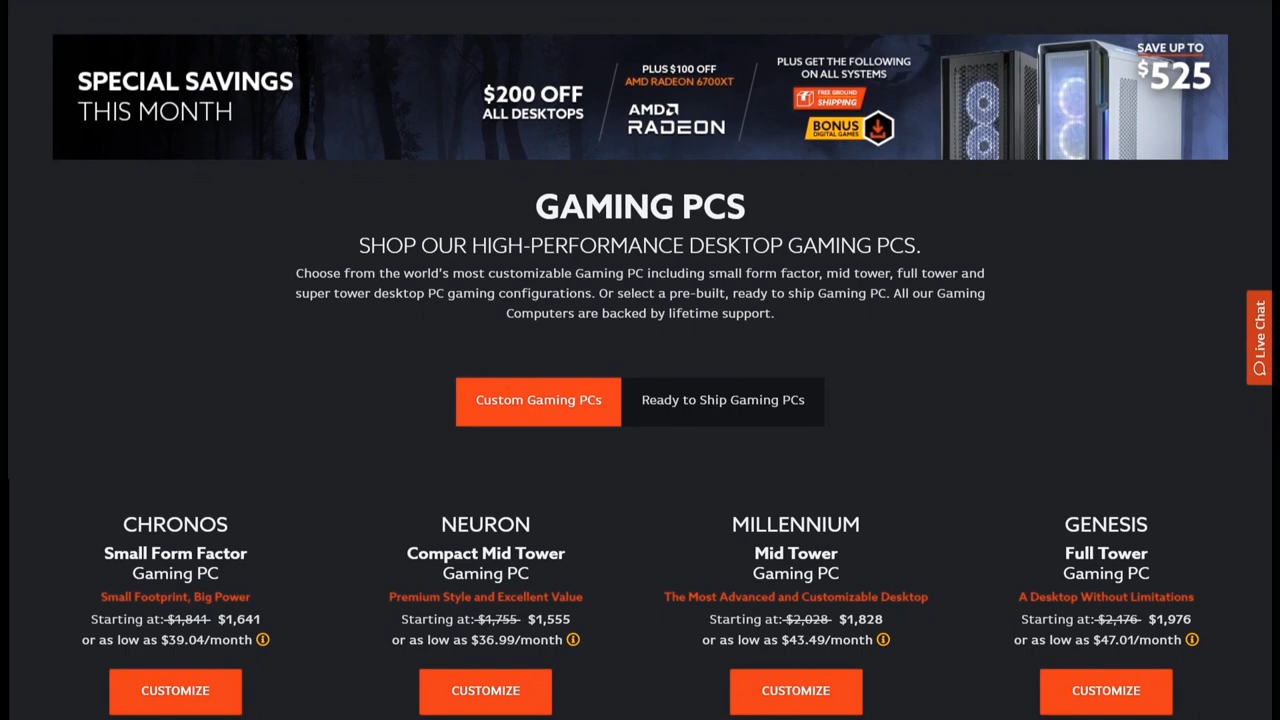 SPECIAL SAVINGS
THIS MONTH
$200 OFF
ALL DESKTOPS
PLUS $100 OFF
AMD RADEON 6700XT
AMD
RADEON
PLUS GET THE FOLLOWING
ON ALL SYSTEMS
FREE GROUND
SHIPPING
BONUS
DIGITAL GAMES
SAVE UP TO
$525
GAMING PCS
SHOP OUR HIGH-PERFORMANCE DESKTOP GAMING PCS.
Choose from the world's most customizable Gaming PC including small form factor, mid tower, full tower and
super tower desktop PC gaming configurations. Or select a pre-built, ready to ship Gaming PC. All our Gaming
Computers are backed by lifetime support.
Live Chat
Custom Gaming PCs
Ready to Ship Gaming PCs
CHRONOS
Small Form Factor
Gaming PC
Small Footprint, Big Power
Starting at: $1,841 $1,641
or as low as $39.04/month
CUSTOMIZE
NEURON
Compact Mid Tower
Gaming PC
Premium Style and Excellent Value
Starting at: $1,755 $1,555
or as low as $36.99/month
CUSTOMIZE
MILLENNIUM
Mid Tower
Gaming PC
The Most Advanced and Customizable Desktop
Starting at: $2,028 $1,828
or as low as $43.49/month
CUSTOMIZE
GENESIS
Full Tower
Gaming PC
A Desktop Without Limitations
Starting at: $2,176 $1,976
or as low as $47.01/month
CUSTOMIZE